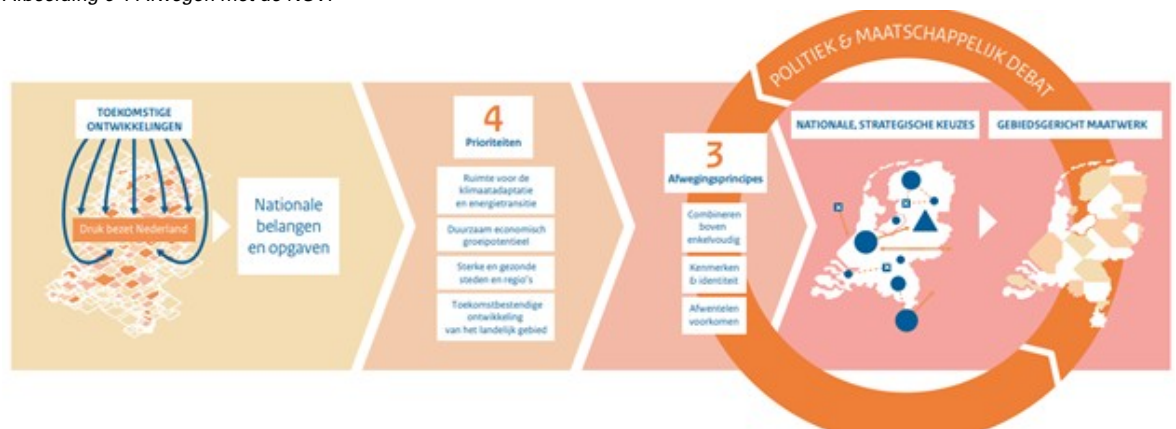 POLITIEK & MAATSCHAPPELIJK DEBAT
TOEKOMSTIGE
ONTWIKKELINGEN
Druk bezet Nederland
Nationale
belangen
en opgaven
4
Prioriteiten
Ruimte voor de
klimaatadaptatie
en energietransitie
Duurzaam economisch
groeipotentieel
Sterke en gezonde
steden en regio's
Toekomstbestendige
ontwikkeling
van het landelijk gebied
3
Afwegingsprincipes
Combineren
boven
enkelvoudig
Kenmerken
& identiteit
Afwentelen
voorkomen
NATIONALE, STRATEGISCHE KEUZES
GEBIEDSGERICHT MAATWERK